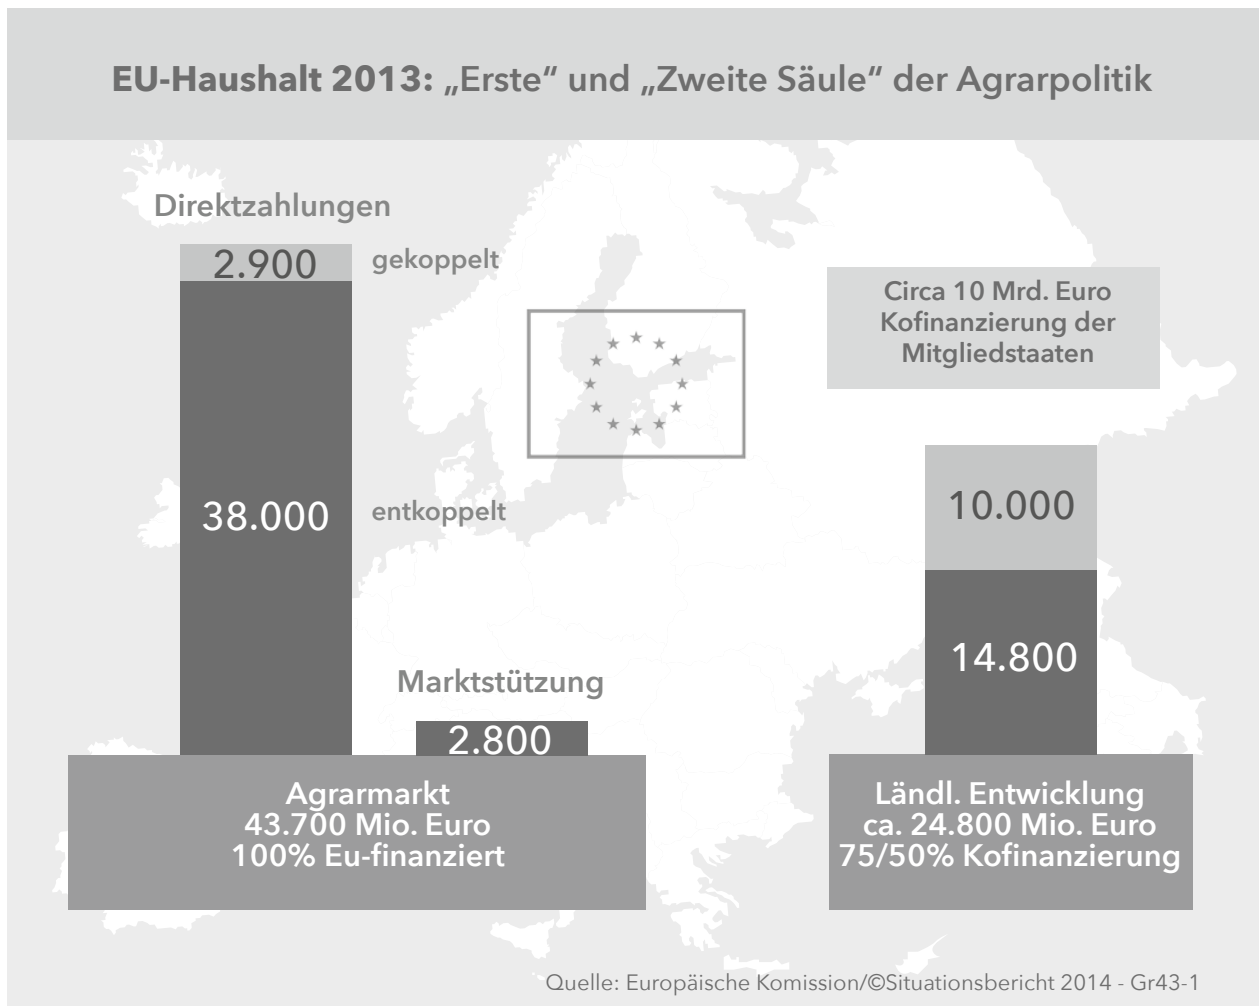 EU-Haushalt 2013: „Erste“ und „Zweite Säule“ der Agrarpolitik
Direktzahlungen
2.900
gekoppelt
38.000
entkoppelt
Marktstützung
2.800
Agrarmarkt
43.700 Mio. Euro
100% Eu-finanziert
Circa 10 Mrd. Euro
Kofinanzierung der
Mitgliedstaaten
10.000
14.800
Ländl. Entwicklung
ca. 24.800 Mio. Euro
75/50% Kofinanzierung
Quelle: Europäische Komission/©Situationsbericht 2014 - Gr43-1